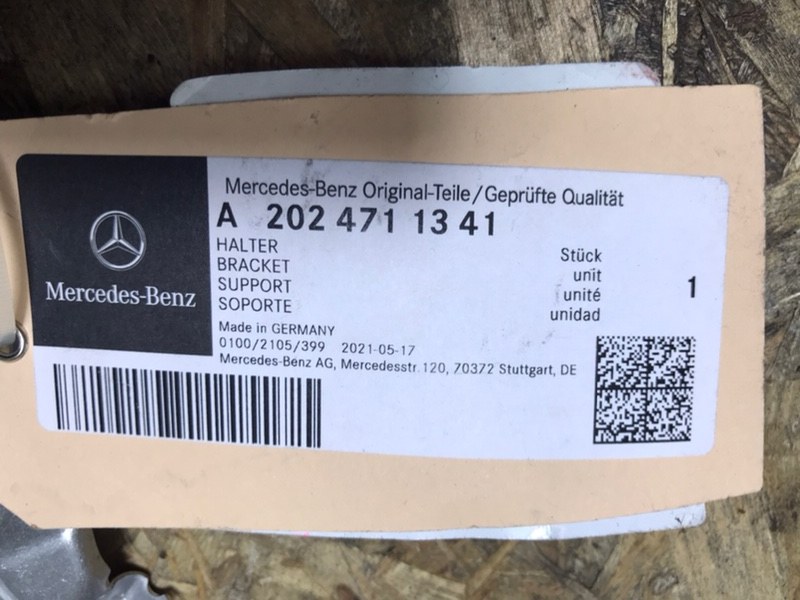 Mercedes-Benz Original-Teile/Geprüfte Qualität
A 202 471 13 41
HALTER
BRACKET
SUPPORT
SOPORTE
Stück
unit
unité
unidad
1
Mercedes-Benz
Made in GERMANY
0100/2105/399 2021-05-17
Mercedes-Benz AG, Mercedesstr.120, 70372 Stuttgart, DE